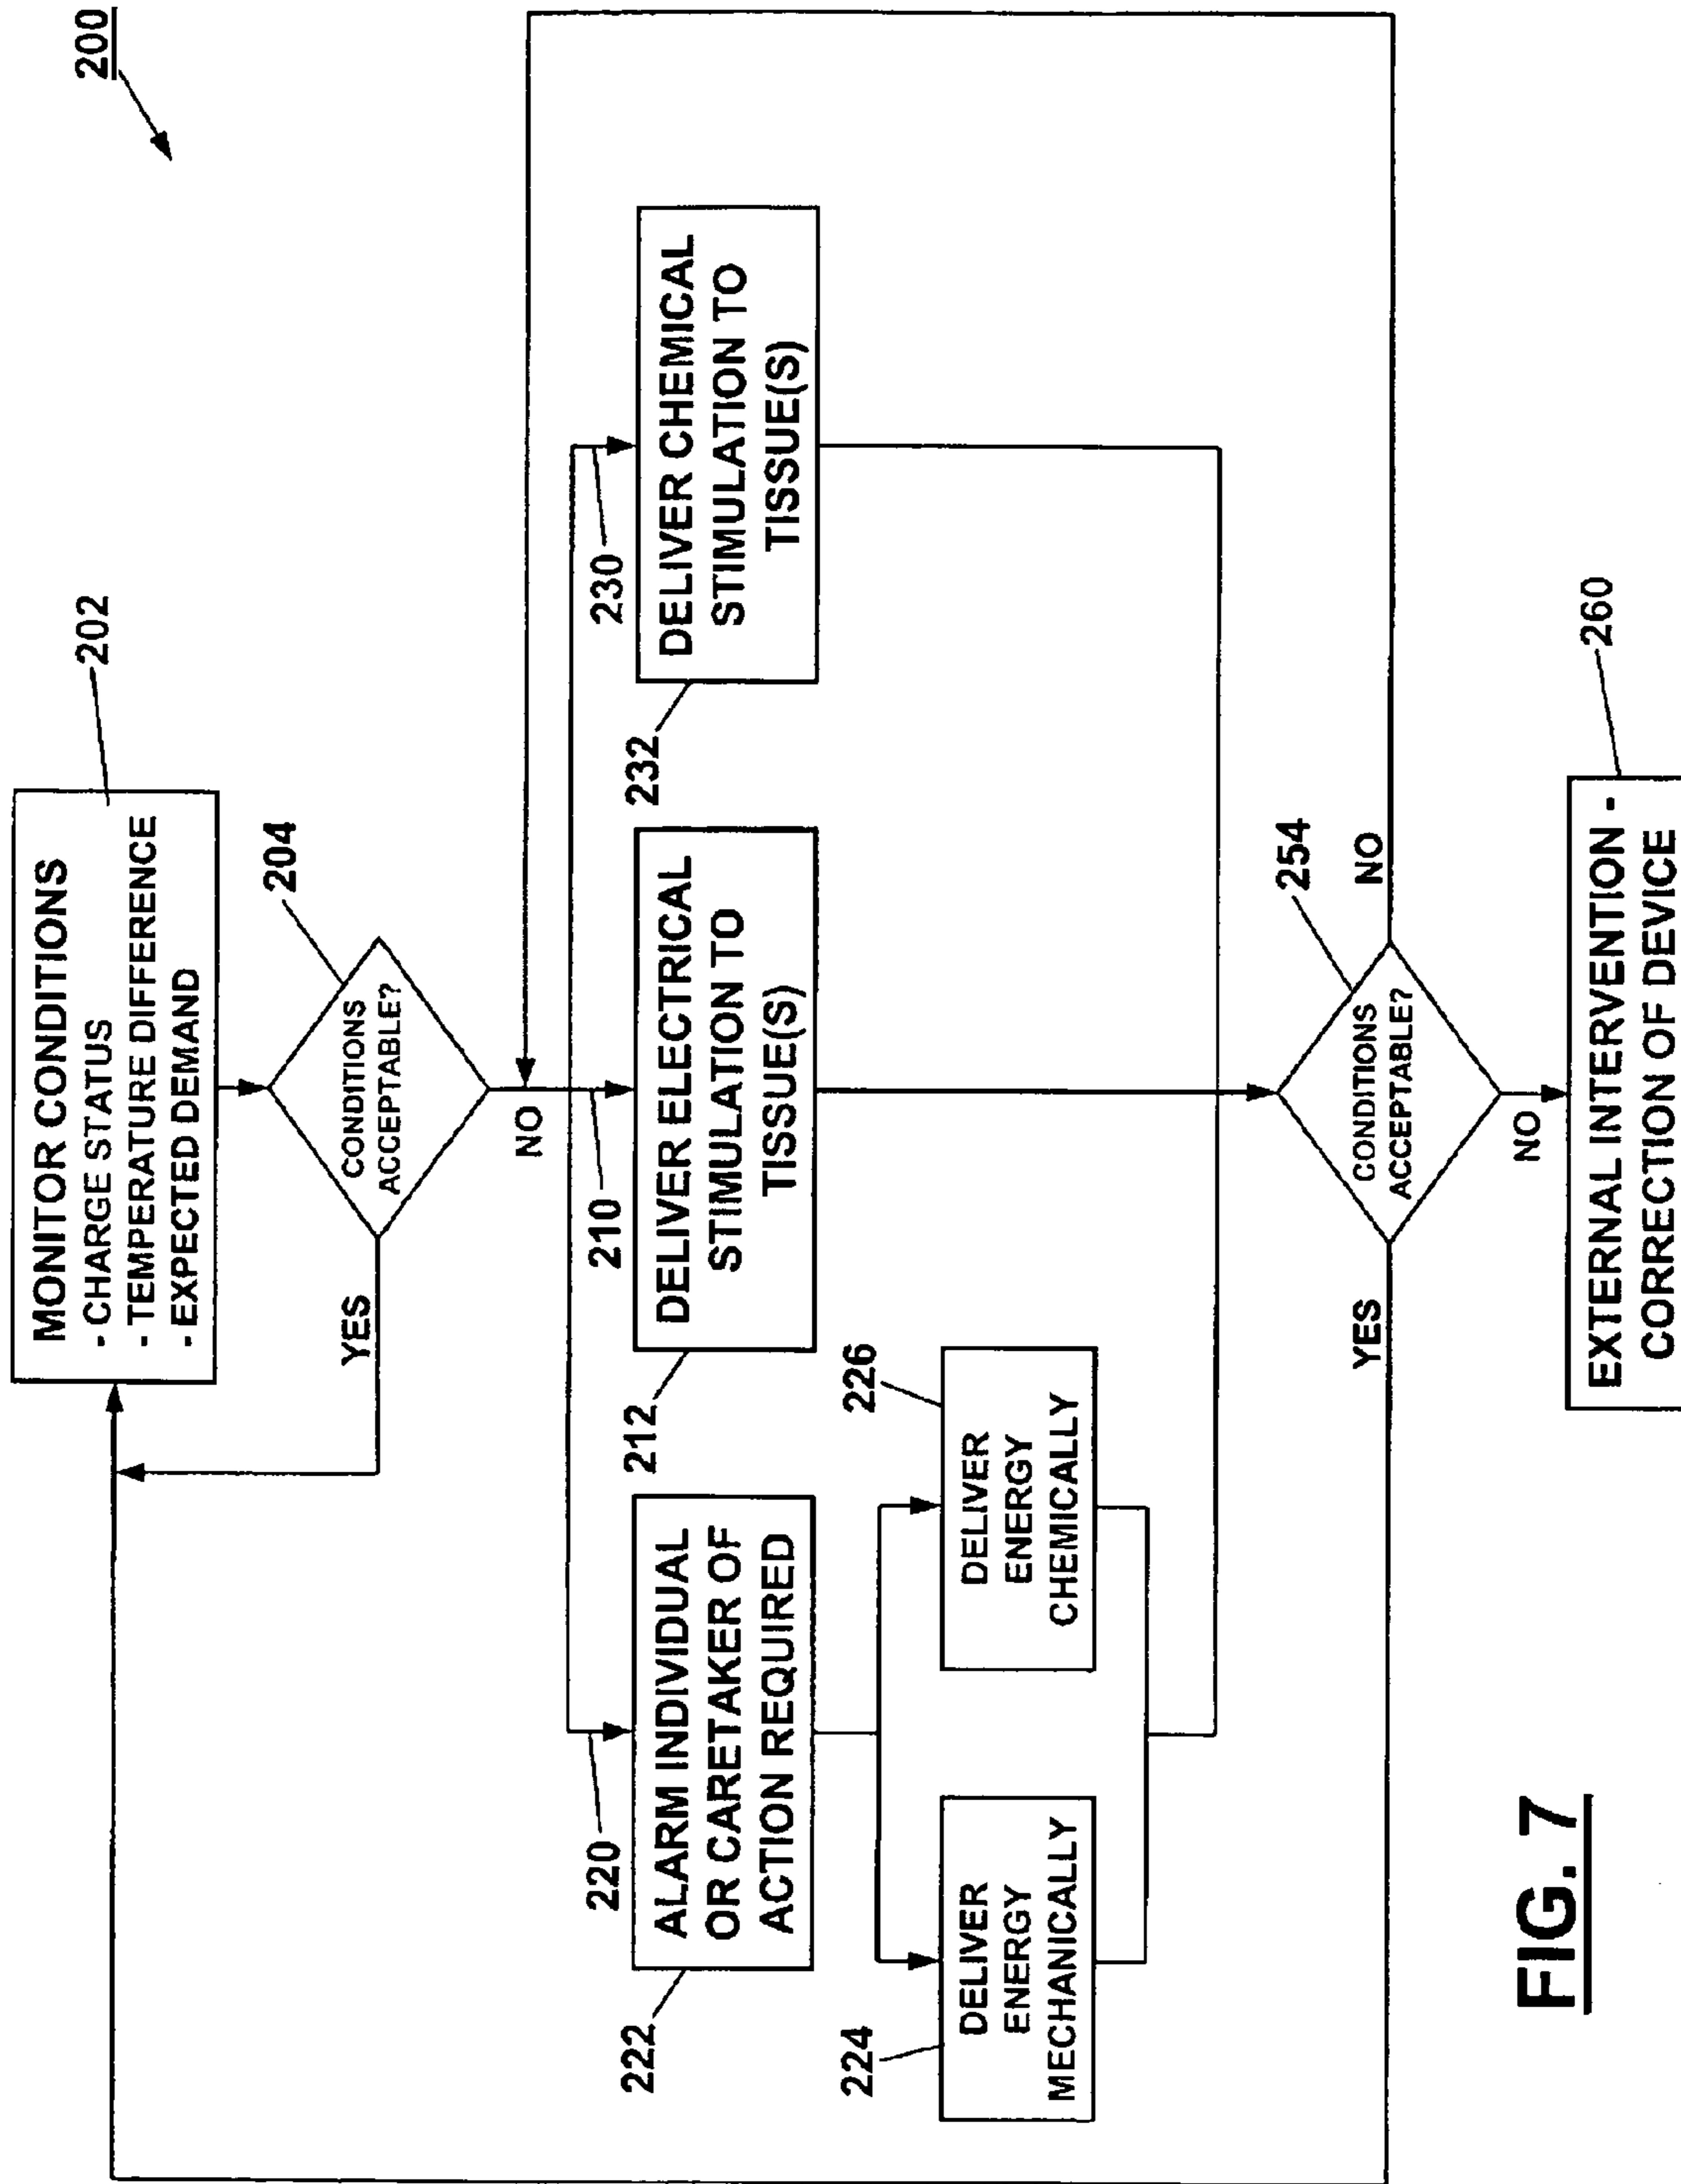 200
MONITOR CONDITIONS
- CHARGE STATUS
- TEMPERATURE DIFFERENCE
- EXPECTED DEMAND
202
204
CONDITIONS
ACCEPTABLE?
YES
NO
220
210
230
222
ALARM INDIVIDUAL
OR CARETAKER OF
ACTION REQUIRED
212
DELIVER ELECTRICAL
STIMULATION TO
TISSUE(S)
232
DELIVER CHEMICAL
STIMULATION TO
TISSUE(S)
224
DELIVER
ENERGY
MECHANICALLY
226
DELIVER
ENERGY
CHEMICALLY
254
CONDITIONS
ACCEPTABLE?
YES
NO
NO
260
EXTERNAL INTERVENTION -
CORRECTION OF DEVICE
FIG. 7